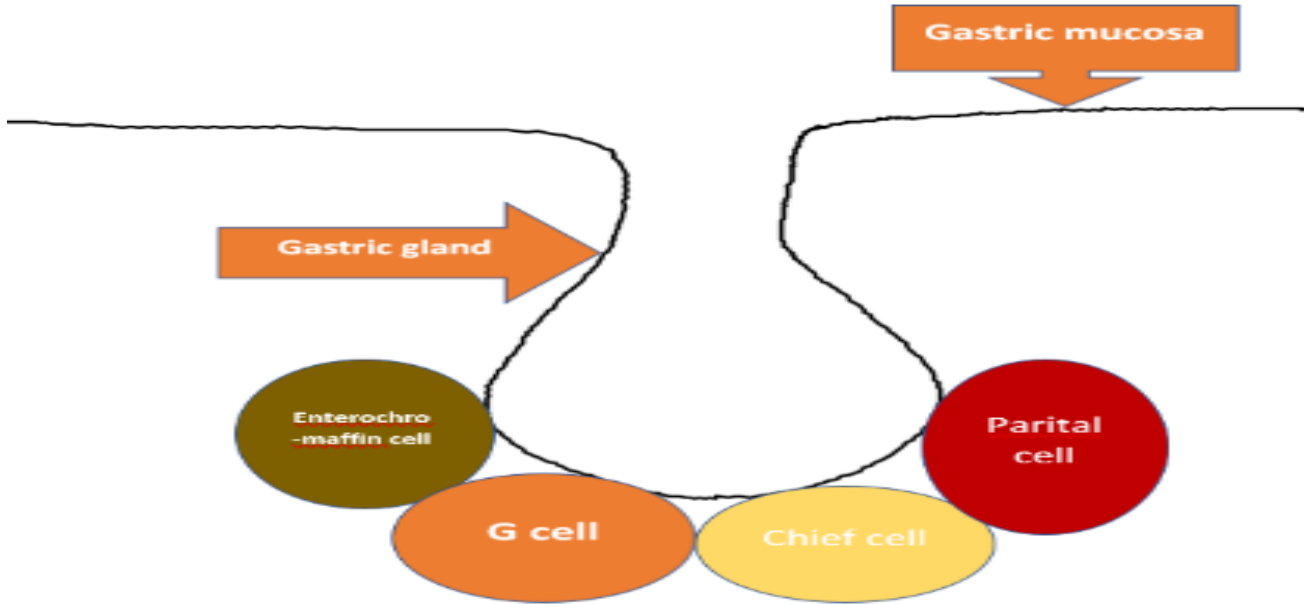 Gastric mucosa
Gastric gland
Enterochro
-maffin cell
Parital
cell
G cell
Chief cell